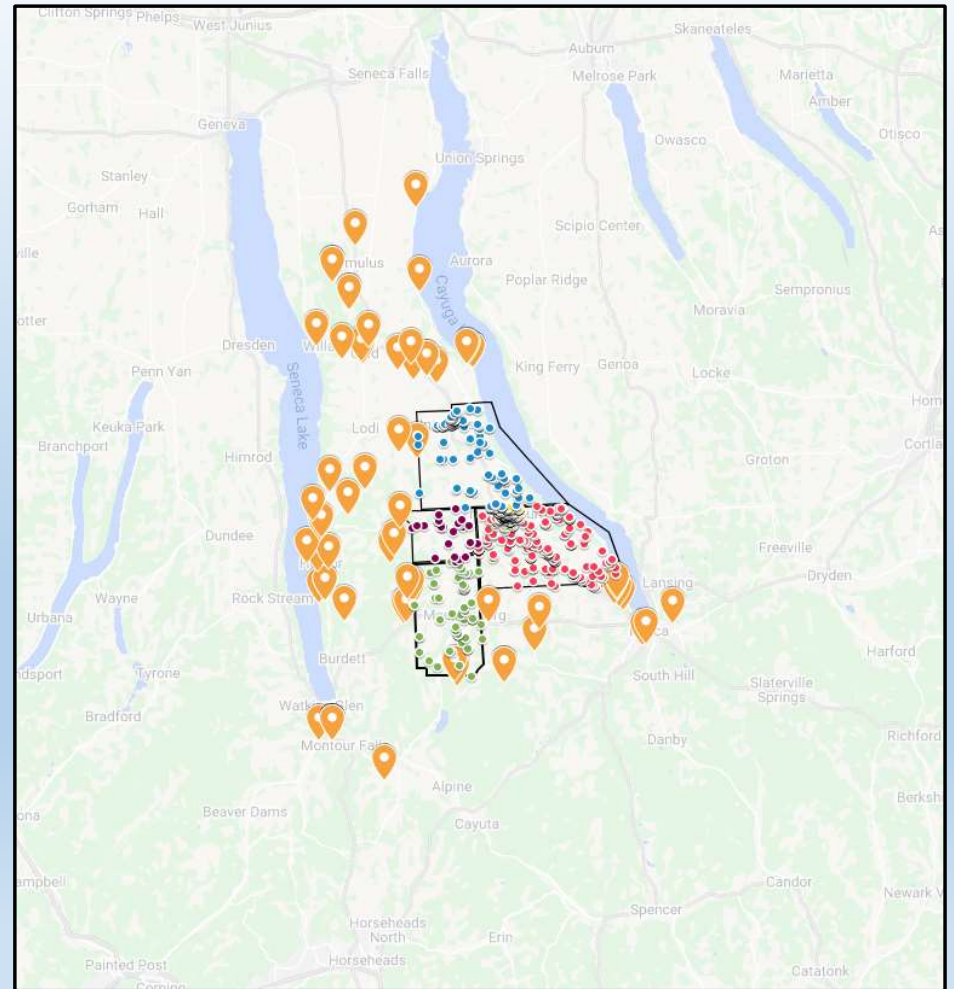 Clifton Springs
Phelps
West Junius
Skaneateles
Auburn
Seneca Falls
Melrose Park
Marietta
Amber
Geneva
Otisco
Owasco
Union Springs
Stanley
Gorham
Hall
Scipio Center
Aurora
Poplar Ridge
Cayuga
Sempronius
Moravia
Dresden
King Ferry
Genoa
Locke
Penn Yan
Seneca Lake
Keuka Park
Lodi
Branchport
Himrod
Groton
Dundee
Freeville
Lansing
Dryden
Wayne
Rock Stream
Urbana
Harford
Burdett
Tyrone
South Hill
Slaterville
Springs
Bradford
Montour Falls
Danby
Richford
Alpine
Beaver Dams
Cayuta
Candor
Spencer
Horseheads
North
Erin
Horseheads
Painted Post
Catatonk